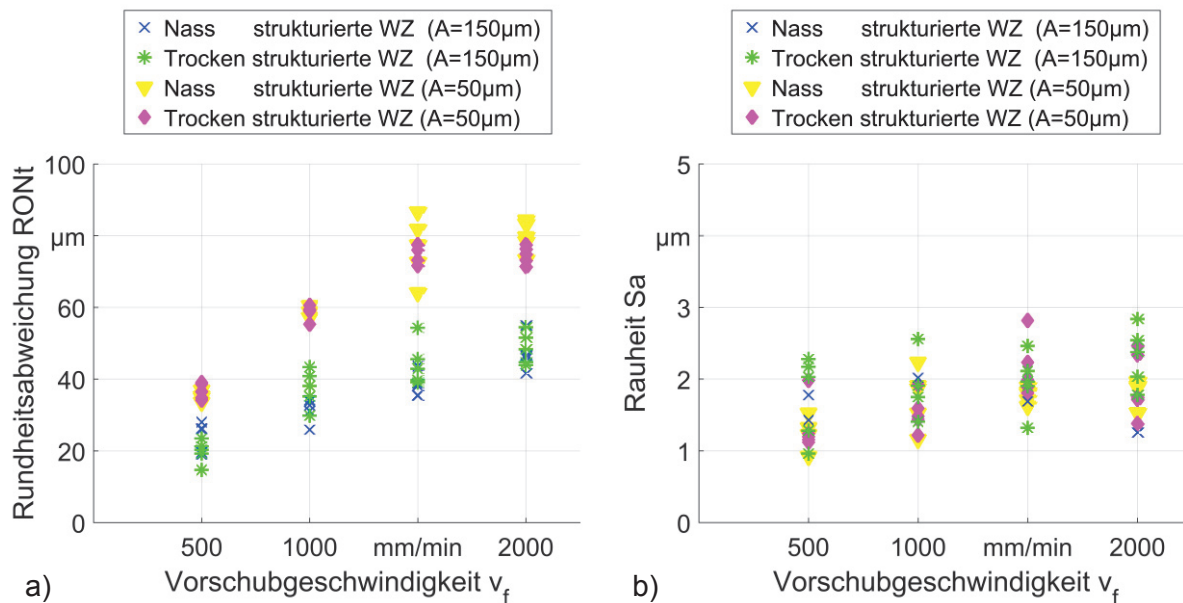 Nass strukturierte WZ (A=150µm)
Trocken strukturierte WZ (A=150µm)
Nass strukturierte WZ (A=50µm)
Trocken strukturierte WZ (A=50µm)
Rundheitsabweichung RONt
100
µm
60
40
20
0
500 1000 mm/min 2000
Vorschubgeschwindigkeit v_f
a)
Nass strukturierte WZ (A=150µm)
Trocken strukturierte WZ (A=150µm)
Nass strukturierte WZ (A=50µm)
Trocken strukturierte WZ (A=50µm)
Rauheit Sa
5
µm
3
2
1
0
500 1000 mm/min 2000
Vorschubgeschwindigkeit v_f
b)